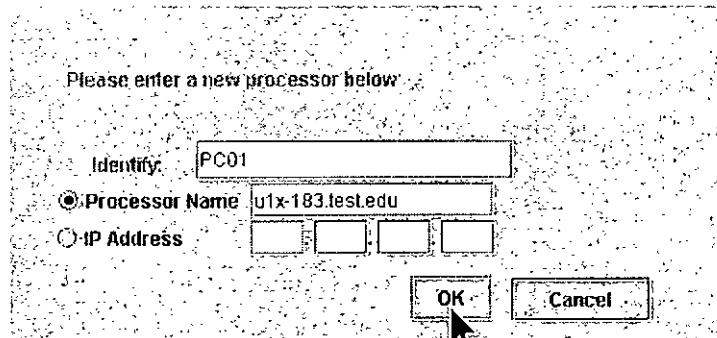 Please enter a new processor below:
Identify: PC01
Processor Name u1x-183.test.edu
IP Address
OK Cancel